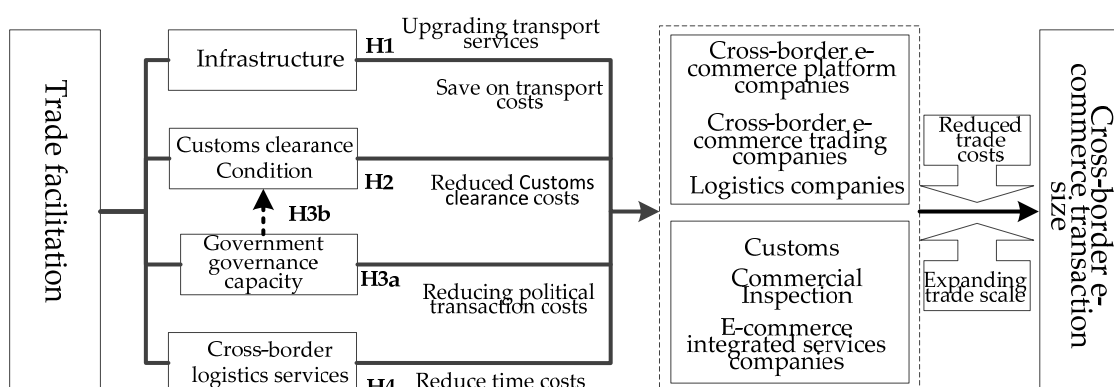 Trade facilitation
Infrastructure
H1
Upgrading transport
services
Save on transport
costs
Customs clearance
Condition
H2
Reduced Customs
clearance costs
H3b
Government
governance
capacity
H3a
Reducing political
transaction costs
Cross-border
logistics services
H4
Reduce time costs
Cross-border e-
commerce platform
companies
Cross-border e-
commerce trading
companies
Logistics companies
Customs
Commercial
Inspection
E-commerce
integrated services
companies
Reduced
trade
costs
Expanding
trade scale
Cross-border e-
commerce transaction
size